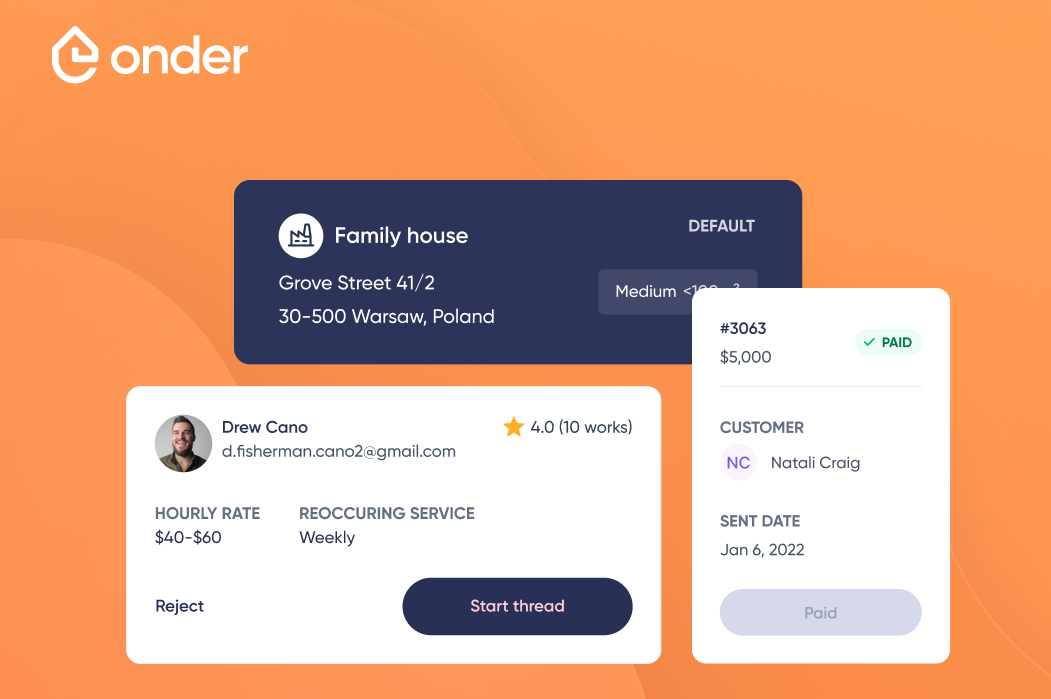 onder
Family house
DEFAULT
Grove Street 41/2
30-500 Warsaw, Poland
Medium
#3063
$5,000
PAID
CUSTOMER
NC
Natali Craig
SENT DATE
Jan 6, 2022
Paid
Drew Cano
d.fisherman.cano2@gmail.com
4.0 (10 works)
HOURLY RATE
$40-$60
REOCCURING SERVICE
Weekly
Reject
Start thread